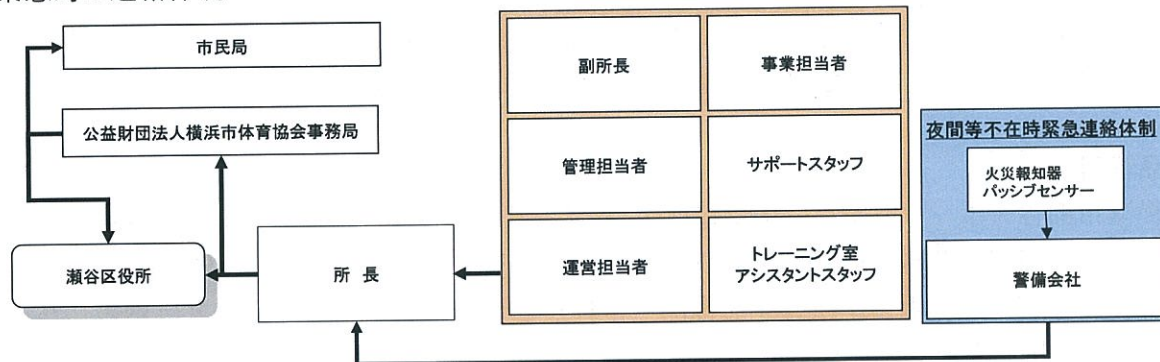 市民局
公益財団法人横浜市体育協会事務局
瀬谷区役所
所 長
副所長
事業担当者
管理担当者
サポートスタッフ
運営担当者
トレーニング室
アシスタントスタッフ
夜間等不在時緊急連絡体制
火災報知器
パッシブセンサー
警備会社